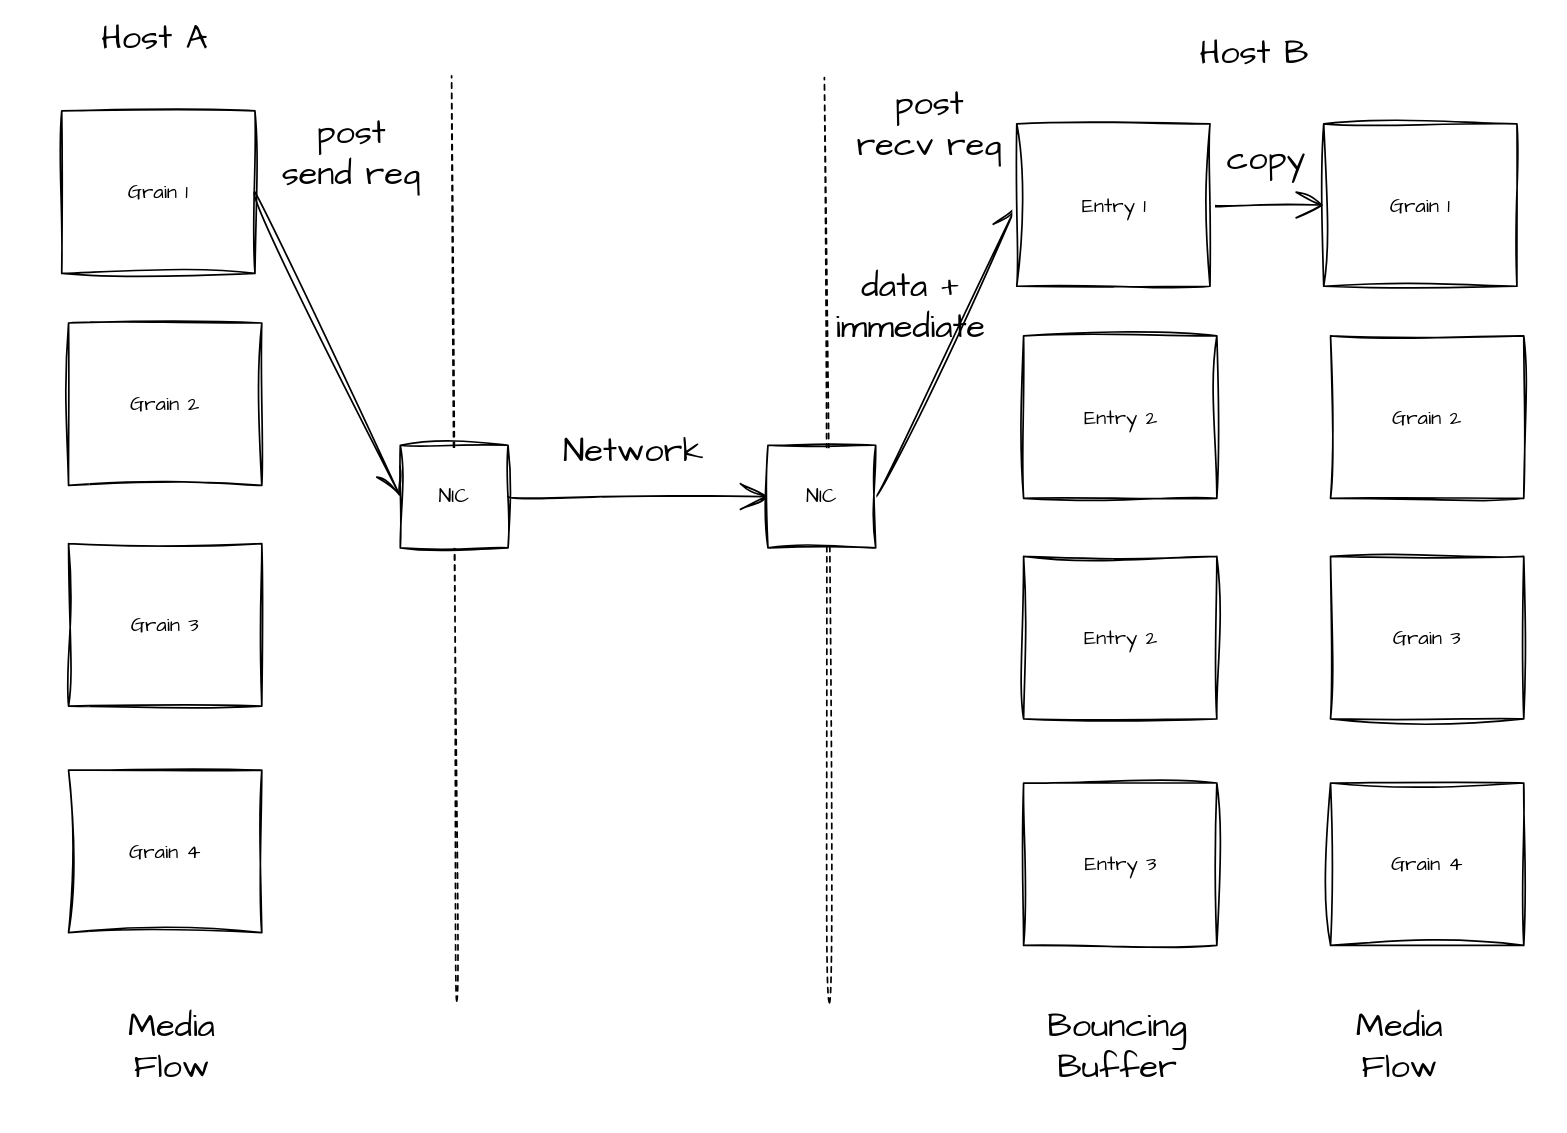 Host A
Host B
post
send req
post
recv req
copy
Grain 1
Entry 1
Grain 1
data +
immediate
Grain 2
Entry 2
Grain 2
Network
NIC
NIC
Grain 3
Entry 2
Grain 3
Grain 4
Entry 3
Grain 4
Media
Flow
Bouncing
Buffer
Media
Flow